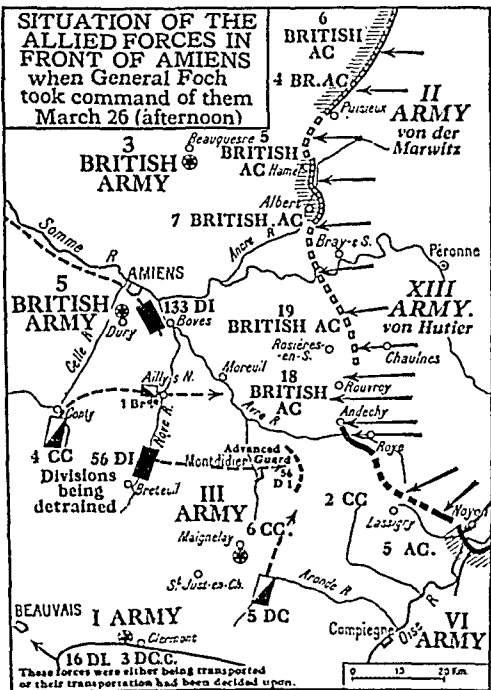 SITUATION OF THE
ALLIED FORCES IN
FRONT OF AMIENS
when General Foch
took command of them
March 26 (afternoon)
6
BRITISH
AC
4 BR. AC
Puisieux
II
ARMY
von der
Marwitz
Beauquesre
3
BRITISH
ARMY
5
BRITISH
AC
Hamel
Albert
7 BRITISH. AC
Somme
R
Ancre R
Bray-s S.
Péronne
AMIENS
5
BRITISH
ARMY
Dury
133 DI
Boves
19
BRITISH AC
Rosières-
en-S.
XIII
ARMY.
von Hutier
Chaulnes
Celle R
Moreuil
18
BRITISH
AC
Rouvroy
Ailly s N.
1 Brde
Conty
Noye R.
Avre R
Andechy
Roye
4 CC
56 DI
Divisions
being
detrained
Breteuil
Montdidier
Advanced
Guard
56
D I
III
ARMY
6 CC.
2 CC
Lassigny
Noyon
5 AC.
Maignelay
St Just-en-Ch.
5 DC
Aronde R
BEAUVAIS
I ARMY
Clermont
Compiegne
Oise
R
VI
ARMY
16 DI. 3 DC.c.
These forces were either being transported
or their transportation had been decided upon.
0 10 20 Km.